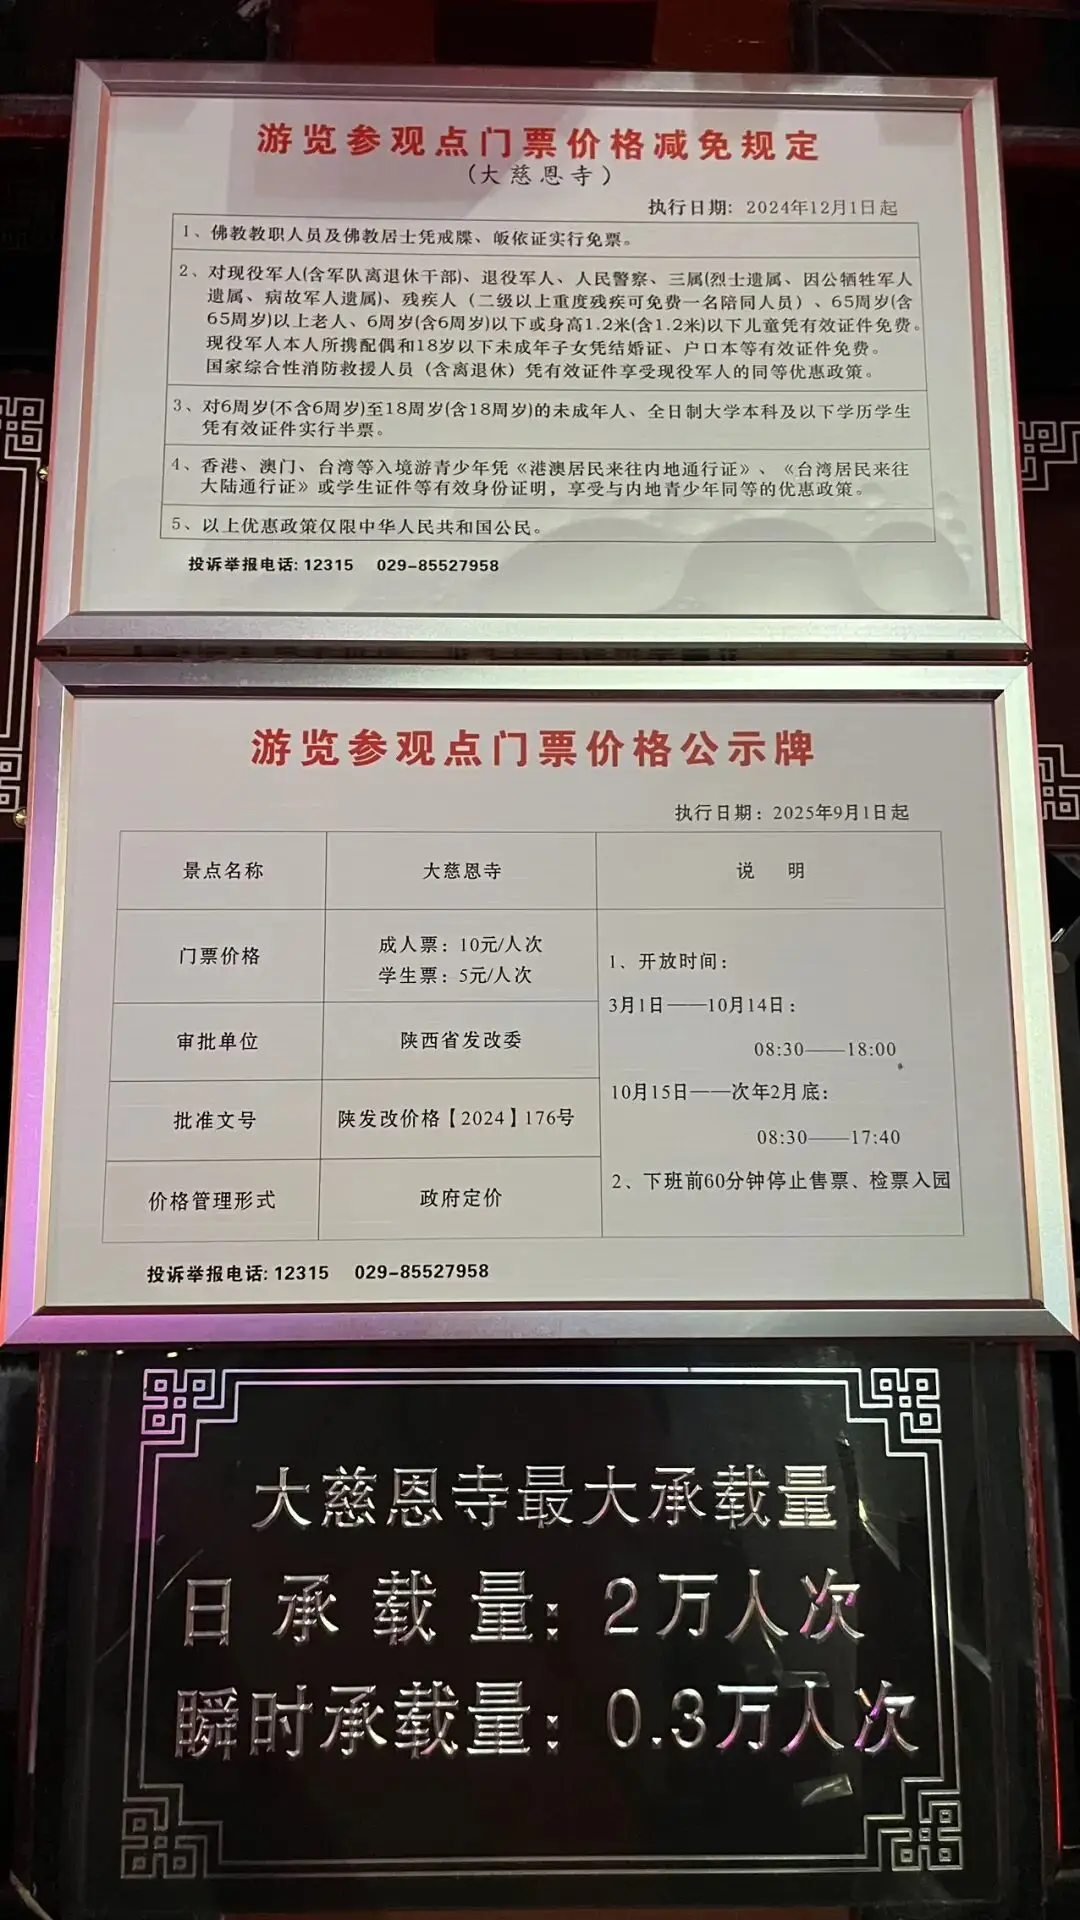 游览参观点门票价格减免规定
(大慈恩寺)
执行日期: 2024年12月1日起
1、佛教教职人员及佛教居士凭戒牒、皈依证实行免票。
2、对现役军人(含军队离退休干部)、退役军人、人民警察、三属(烈士遗属、因公牺牲军人
遗属、病故军人遗属)、残疾人（二级以上重度残疾可免费一名陪同人员）、65周岁(含
65周岁)以上老人、6周岁(含6周岁)以下或身高1.2米(含1.2米)以下儿童凭有效证件免费。
现役军人本人所携配偶和18岁以下未成年子女凭结婚证、户口本等有效证件免费。
国家综合性消防救援人员（含离退休）凭有效证件享受现役军人的同等优惠政策。
3、对6周岁(不含6周岁)至18周岁(含18周岁)的未成年人、全日制大学本科及以下学历学生
凭有效证件实行半票。
4、香港、澳门、台湾等入境游青少年凭《港澳居民来往内地通行证》、《台湾居民来往
大陆通行证》或学生证件等有效身份证明，享受与内地青少年同等的优惠政策。
5、以上优惠政策仅限中华人民共和国公民。
投诉举报电话: 12315 029-85527958
游览参观点门票价格公示牌
执行日期：2025年9月1日起
景点名称 大慈恩寺 说 明
门票价格
成人票：10元/人次
学生票：5元/人次
审批单位 陕西省发改委
批准文号 陕发改价格【2024】176号
价格管理形式 政府定价
1、开放时间：
3月1日——10月14日：
08:30——18:00
10月15日——次年2月底：
08:30——17:40
2、下班前60分钟停止售票、检票入园
投诉举报电话: 12315 029-85527958
大慈恩寺最大承载量
日承载量：2万人次
瞬时承载量：0.3万人次